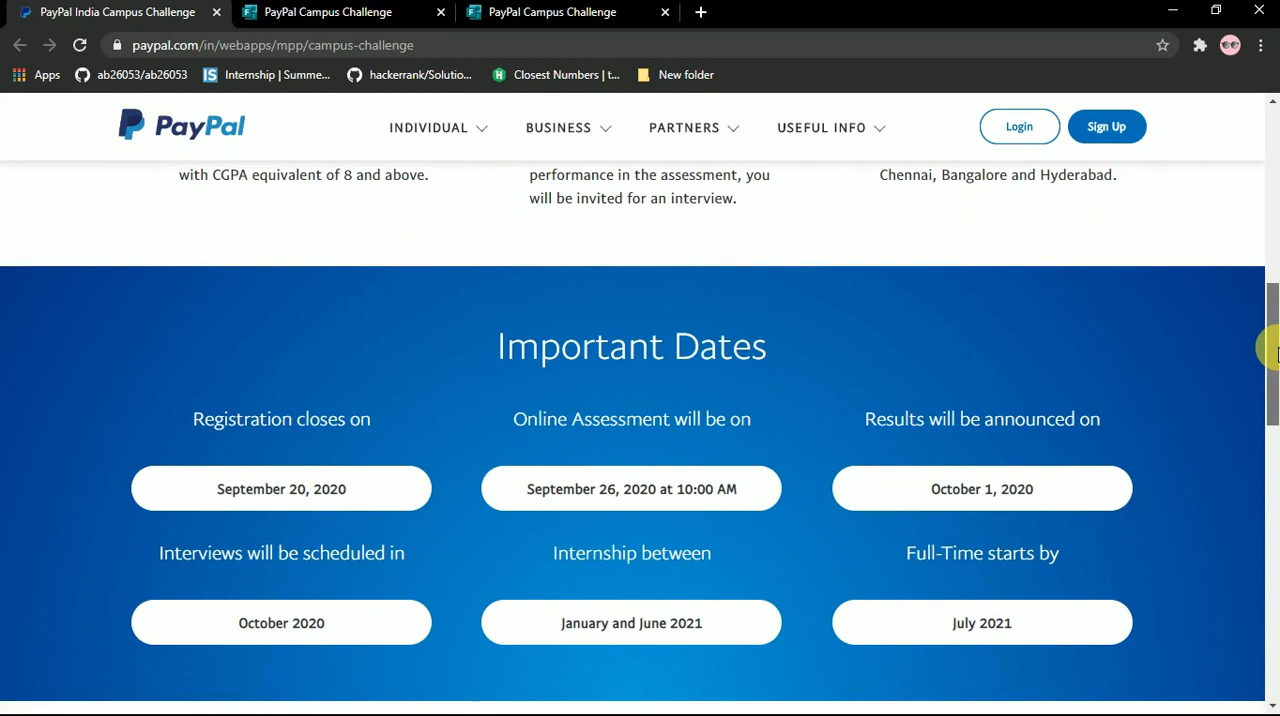 PayPal India Campus Challenge
PayPal Campus Challenge
PayPal Campus Challenge
paypal.com/in/webapps/mpp/campus-challenge
Apps
ab26053/ab26053
IS Internship | Summe...
hackerrank/Solutio...
Closest Numbers | t...
New folder
PayPal
INDIVIDUAL
BUSINESS
PARTNERS
USEFUL INFO
Login
Sign Up
with CGPA equivalent of 8 and above.
performance in the assessment, you
will be invited for an interview.
Chennai, Bangalore and Hyderabad.
Important Dates
Registration closes on
Online Assessment will be on
Results will be announced on
September 20, 2020
September 26, 2020 at 10:00 AM
October 1, 2020
Interviews will be scheduled in
Internship between
Full-Time starts by
October 2020
January and June 2021
July 2021